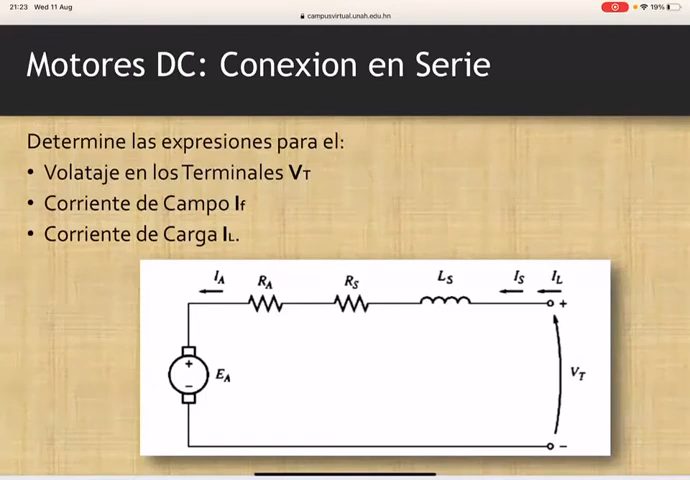 21:23 Wed 11 Aug
19%
campusvirtual.unah.edu.hn
Motores DC: Conexion en Serie
Determine las expresiones para el:
• Volataje en los Terminales VT
• Corriente de Campo If
• Corriente de Carga IL.
IA RA RS LS IS IL
+
+
EA
VT
−
−